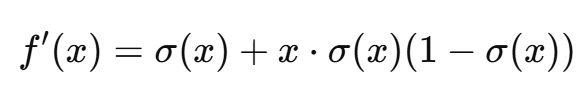 f′(x) = σ(x) + x · σ(x)(1 − σ(x))